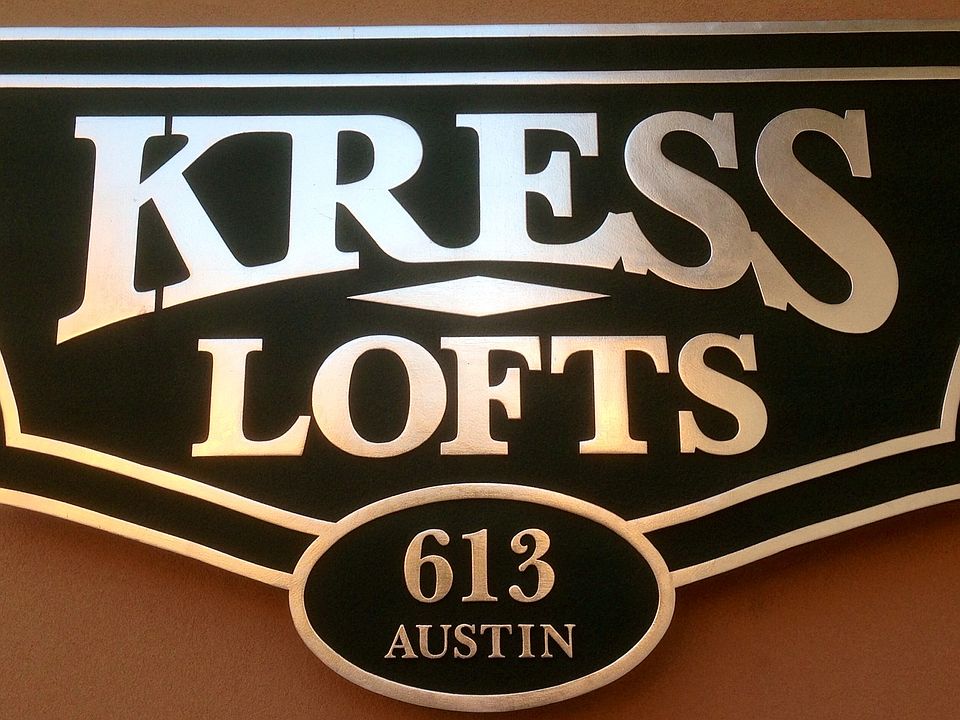 KRESS
LOFTS
613
AUSTIN